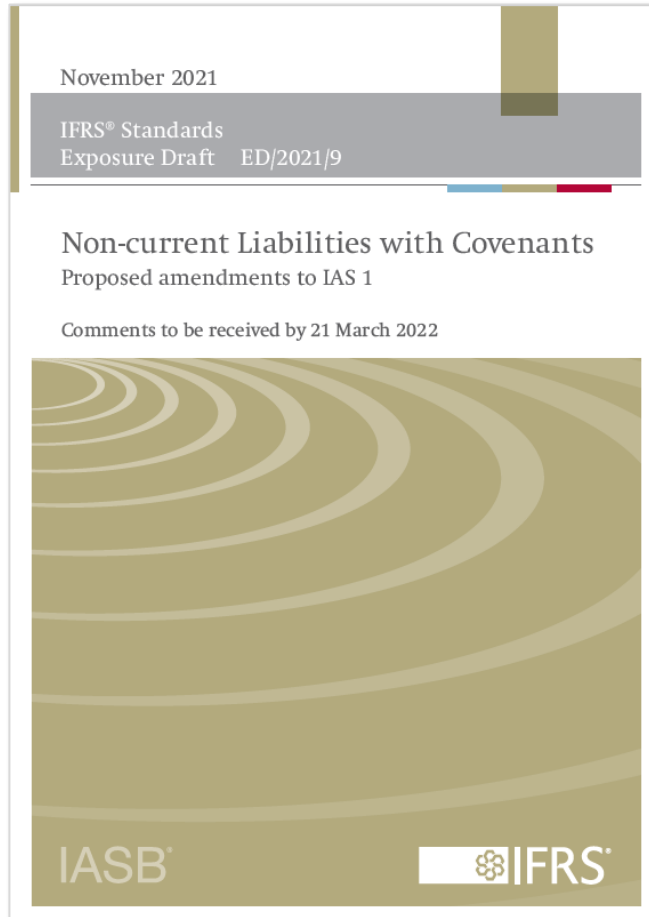 November 2021
IFRS® Standards
Exposure Draft ED/2021/9
Non-current Liabilities with Covenants
Proposed amendments to IAS 1
Comments to be received by 21 March 2022
IASB®
IFRS®